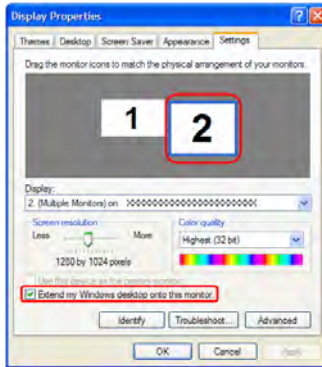 Display Properties
Themes Desktop Screen Saver Appearance Settings
Drag the monitor icons to match the physical arrangement of your monitors.
1 2
Display:
2. (Multiple Monitors) on XXXXXXXXXXXXXXXXXXXXXXX
Screen resolution
Less More
1280 by 1024 pixels
Color quality
Highest (32 bit)
Use this device as the primary monitor.
Extend my Windows desktop onto this monitor.
Identify Troubleshoot... Advanced
OK Cancel Apply